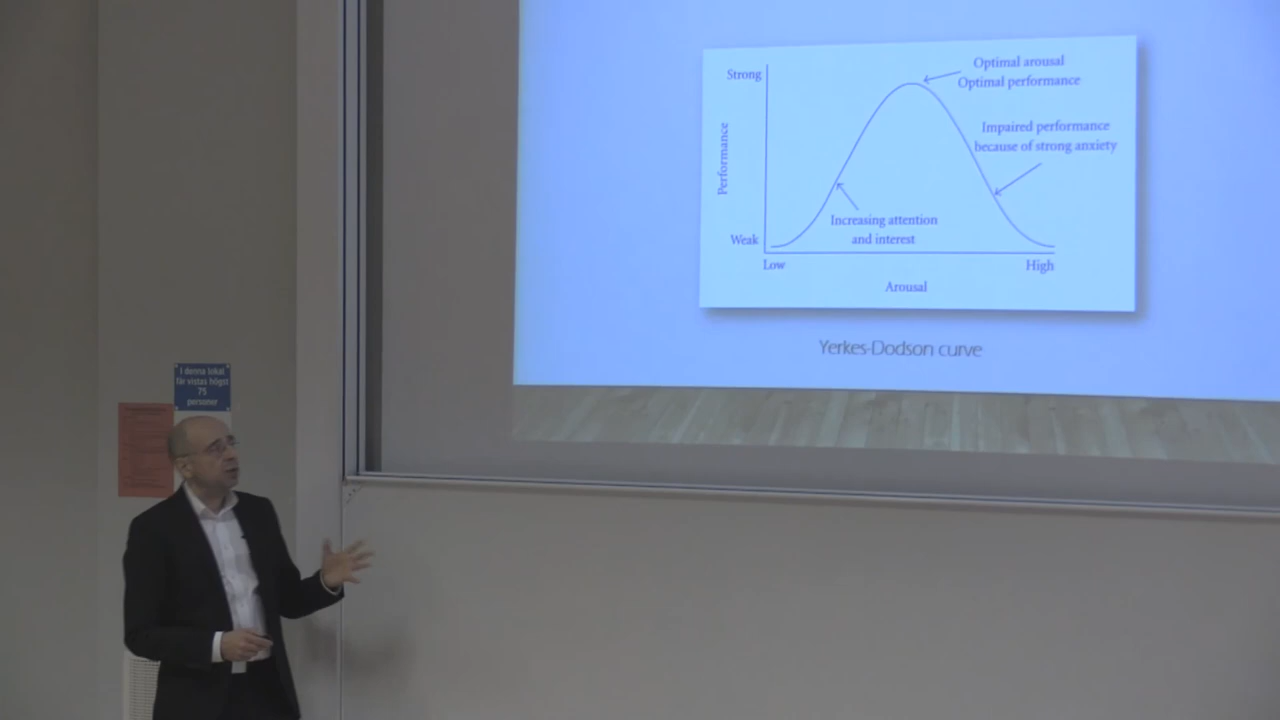 Strong
Optimal arousal
Optimal performance
Impaired performance
because of strong anxiety
Performance
Increasing attention
and interest
Weak
Low
High
Arousal
Yerkes-Dodson curve
I denna lokal
får vistas högst
75
personer